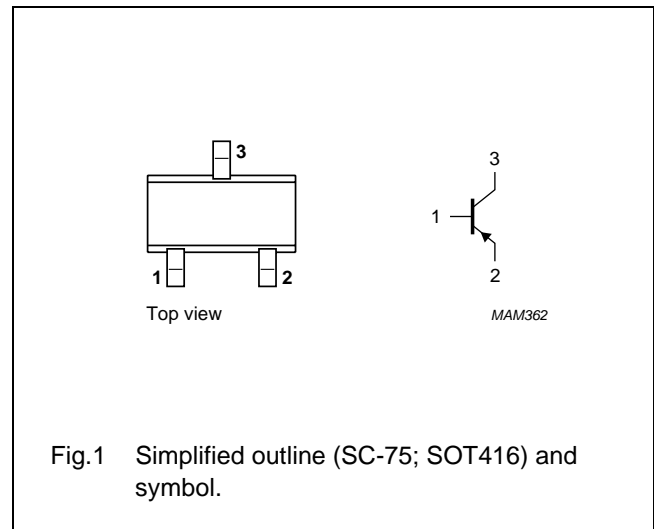 3
1
2
Top view
3
1
2
MAM362
Fig.1 Simplified outline (SC-75; SOT416) and
symbol.